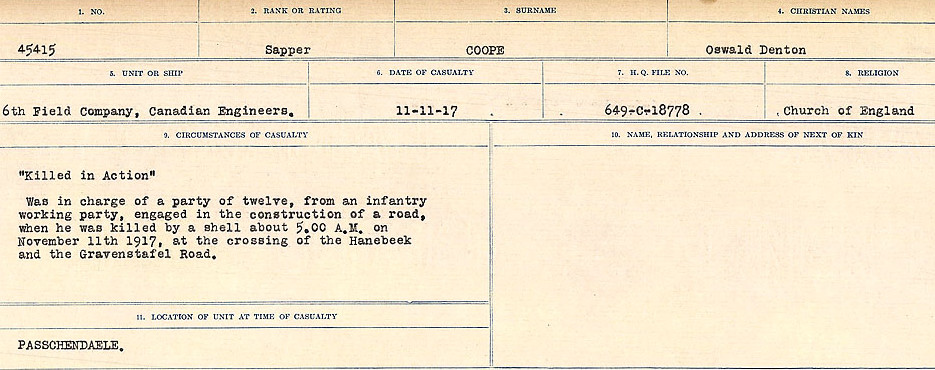 1. NO.
2. RANK OR RATING
3. SURNAME
4. CHRISTIAN NAMES
45415
Sapper
COOPE
Oswald Denton
5. UNIT OR SHIP
6. DATE OF CASUALTY
7. H.Q. FILE NO.
8. RELIGION
6th Field Company, Canadian Engineers.
11-11-17 .
. 649-C-18778 .
. Church of England
9. CIRCUMSTANCES OF CASUALTY
10. NAME, RELATIONSHIP AND ADDRESS OF NEXT OF KIN
"Killed in Action"
Was in charge of a party of twelve, from an infantry
working party, engaged in the construction of a road,
when he was killed by a shell about 5.00 A.M. on
November 11th 1917, at the crossing of the Hanebeek
and the Gravenstafel Road.
11. LOCATION OF UNIT AT TIME OF CASUALTY
PASSCHENDAELE.